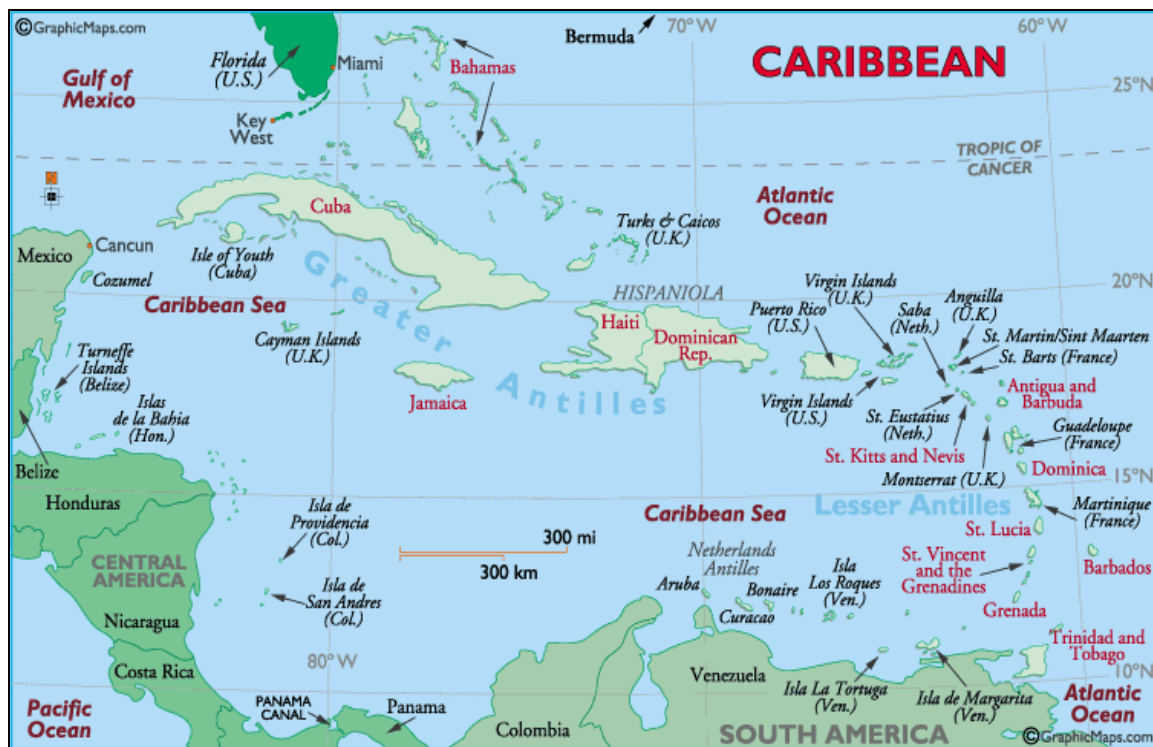 ©GraphicMaps.com
Bermuda
70°W
60°W
CARIBBEAN
Florida
(U.S.)
Miami
Bahamas
Gulf of
Mexico
25°N
Key
West
TROPIC OF
CANCER
Cuba
Atlantic
Ocean
Turks & Caicos
(U.K.)
Mexico
Cancun
Isle of Youth
(Cuba)
Cozumel
Greater
Caribbean Sea
20°N
HISPANIOLA
Virgin Islands
(U.K.)
Puerto Rico
(U.S.)
Saba
(Neth.)
Anguilla
(U.K.)
Haiti
Dominican
Rep.
Cayman Islands
(U.K.)
St. Martin/Sint Maarten
St. Barts (France)
Turneffe
Islands
(Belize)
Antilles
Jamaica
Virgin Islands
(U.S.)
Antigua and
Barbuda
Islas
de la Bahia
(Hon.)
St. Eustatius
(Neth.)
Guadeloupe
(France)
St. Kitts and Nevis
Belize
Montserrat (U.K.)
Dominica
15°N
Honduras
Lesser Antilles
Isla de
Providencia
(Col.)
Caribbean Sea
Martinique
(France)
St. Lucia
300 mi
300 km
CENTRAL
AMERICA
Netherlands
Antilles
Isla
Los Roques
(Ven.)
St. Vincent
and the
Grenadines
Barbados
Aruba
Bonaire
Curacao
Isla de
San Andres
(Col.)
Grenada
Nicaragua
Trinidad and
Tobago
Costa Rica
80°W
Venezuela
10°N
Isla La Tortuga
(Ven.)
Isla de Margarita
(Ven.)
Pacific
Ocean
PANAMA
CANAL
Panama
Colombia
Atlantic
Ocean
SOUTH AMERICA
©GraphicMaps.com